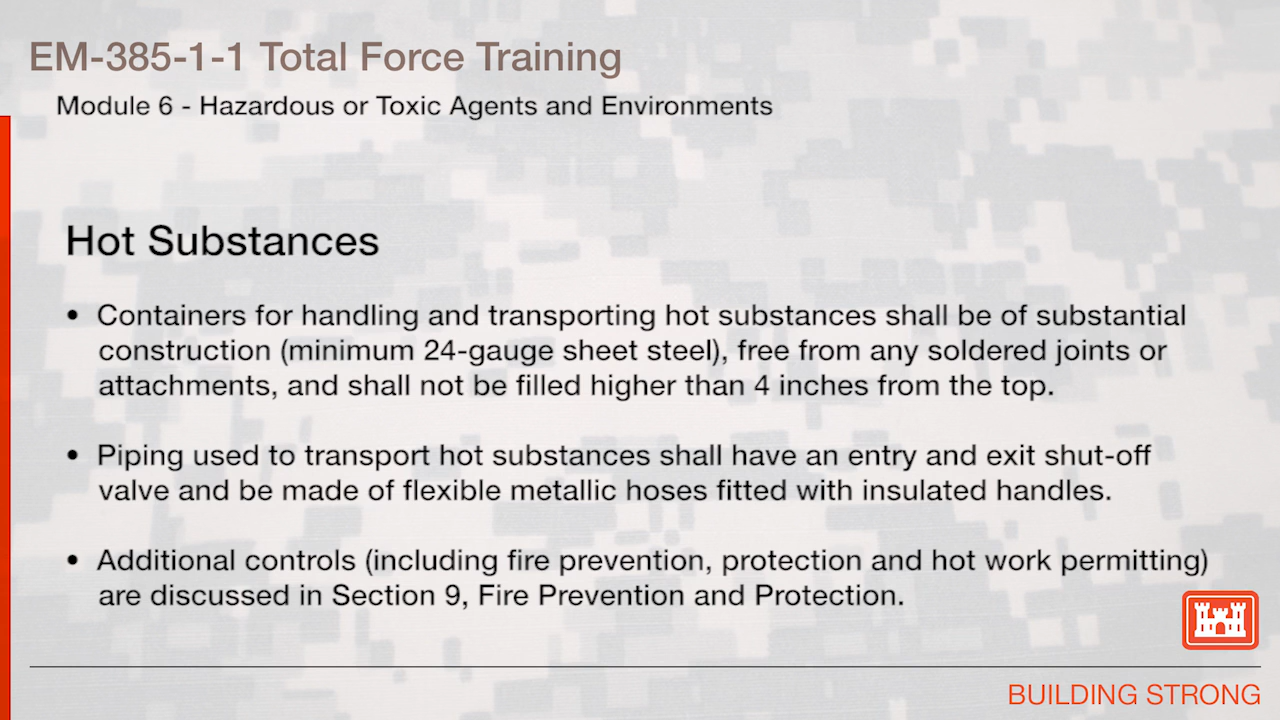 EM-385-1-1 Total Force Training
Module 6 - Hazardous or Toxic Agents and Environments
Hot Substances
• Containers for handling and transporting hot substances shall be of substantial
construction (minimum 24-gauge sheet steel), free from any soldered joints or
attachments, and shall not be filled higher than 4 inches from the top.
• Piping used to transport hot substances shall have an entry and exit shut-off
valve and be made of flexible metallic hoses fitted with insulated handles.
• Additional controls (including fire prevention, protection and hot work permitting)
are discussed in Section 9, Fire Prevention and Protection.
BUILDING STRONG